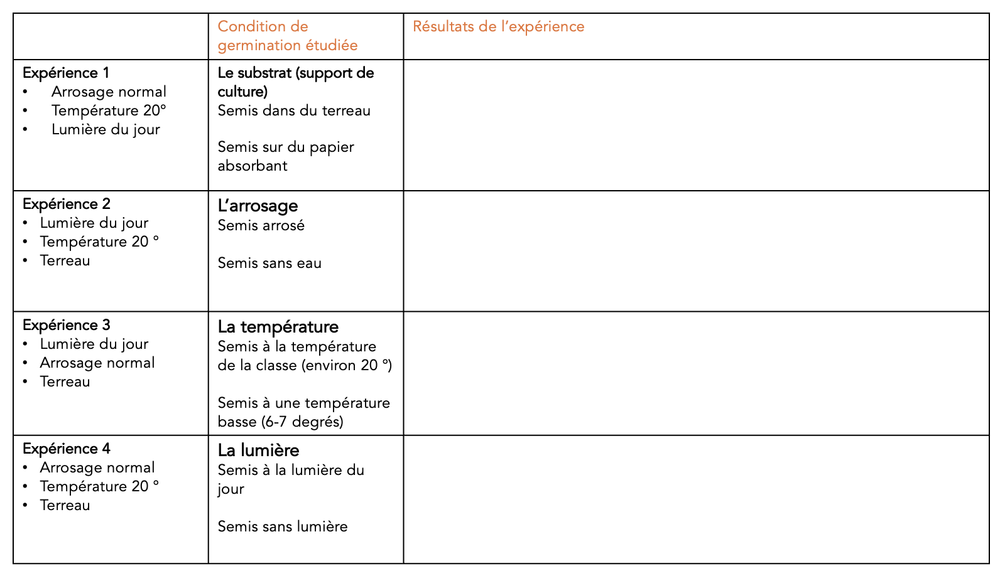 Condition de
germination étudiée
Résultats de l’expérience
Expérience 1
• Arrosage normal
• Température 20°
• Lumière du jour
Le substrat (support de
culture)
Semis dans du terreau
Semis sur du papier
absorbant
Expérience 2
• Lumière du jour
• Température 20 °
• Terreau
L’arrosage
Semis arrosé
Semis sans eau
Expérience 3
• Lumière du jour
• Arrosage normal
• Terreau
La température
Semis à la température
de la classe (environ 20 °)
Semis à une température
basse (6-7 degrés)
Expérience 4
• Arrosage normal
• Température 20 °
• Terreau
La lumière
Semis à la lumière du
jour
Semis sans lumière